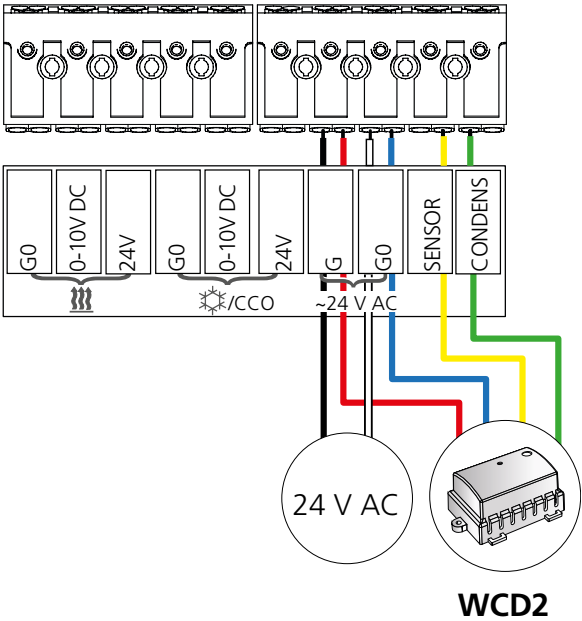 G0
0-10V DC
24V
G0
0-10V DC
24V
G
G0
SENSOR
CONDENS
/CCO
~24 V AC
24 V AC
WCD2